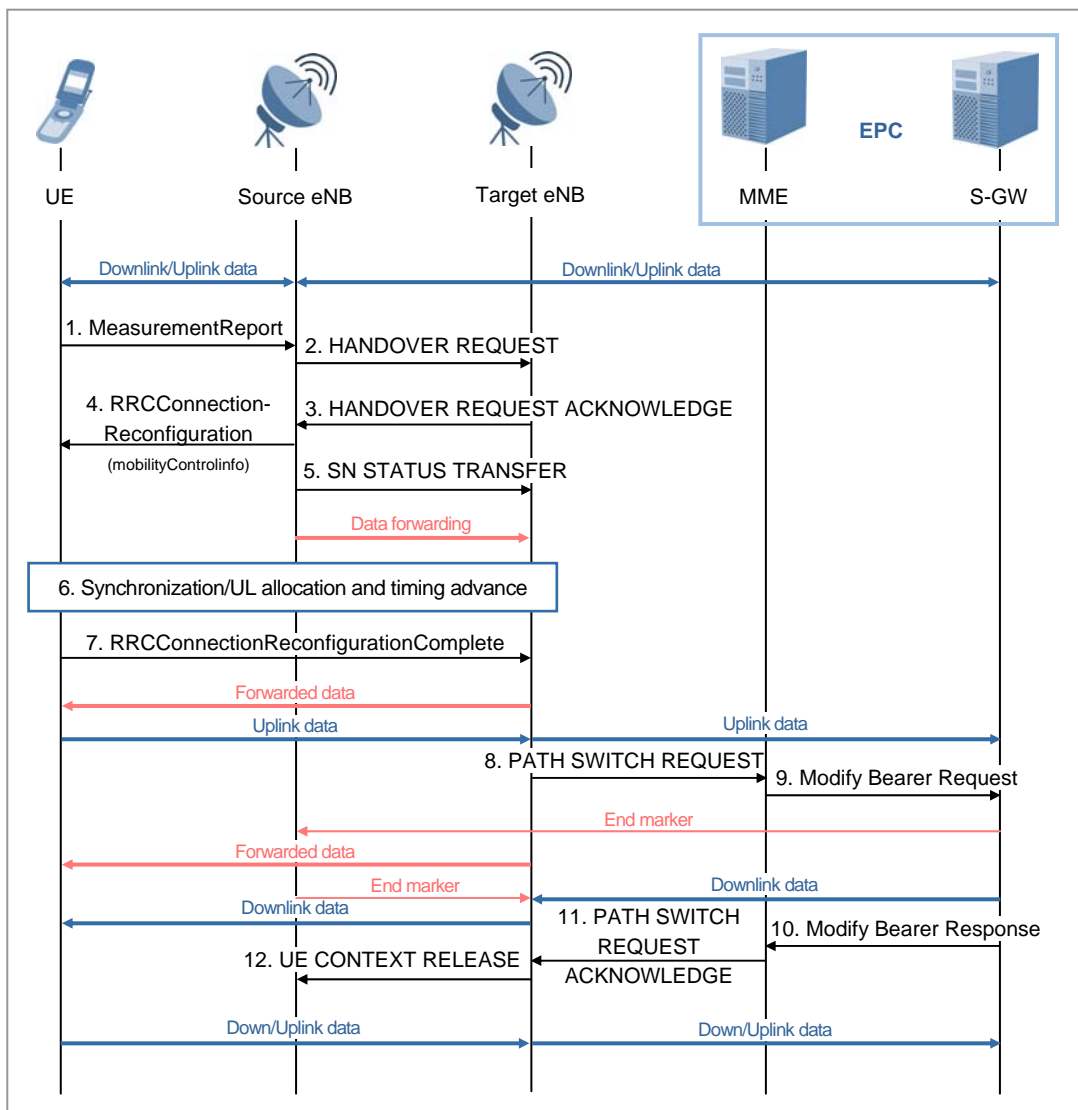 EPC
UE
Source eNB
Target eNB
MME
S-GW
Downlink/Uplink data
Downlink/Uplink data
1. MeasurementReport
2. HANDOVER REQUEST
3. HANDOVER REQUEST ACKNOWLEDGE
4. RRCConnection-
Reconfiguration
(mobilityControlinfo)
5. SN STATUS TRANSFER
Data forwarding
6. Synchronization/UL allocation and timing advance
7. RRCConnectionReconfigurationComplete
Forwarded data
Uplink data
Uplink data
8. PATH SWITCH REQUEST
9. Modify Bearer Request
End marker
Forwarded data
End marker
Downlink data
Downlink data
11. PATH SWITCH
REQUEST
ACKNOWLEDGE
10. Modify Bearer Response
12. UE CONTEXT RELEASE
Down/Uplink data
Down/Uplink data